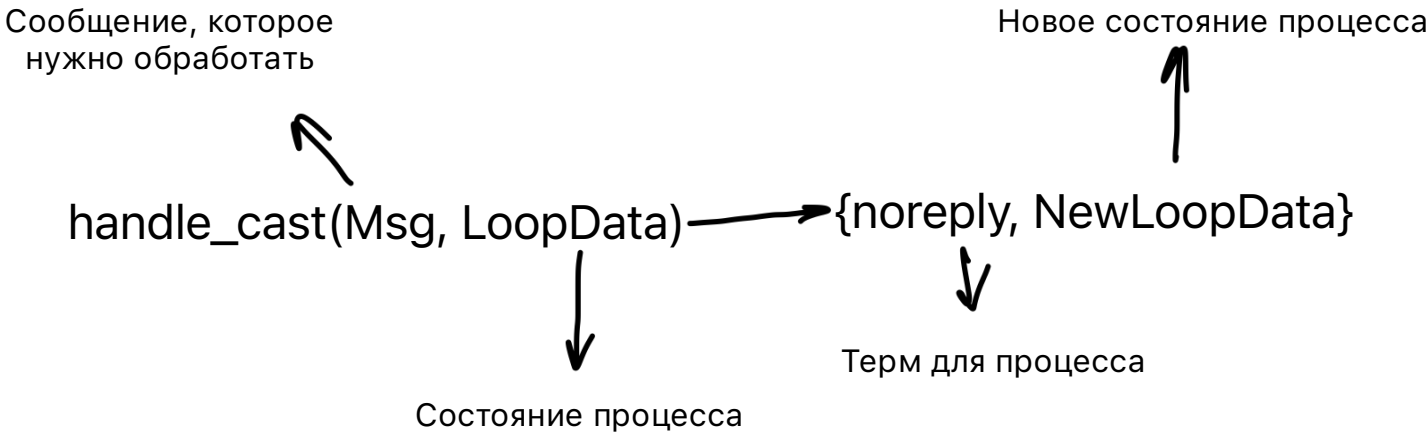 Сообщение, которое
нужно обработать
Новое состояние процесса
handle_cast(Msg, LoopData)
{noreply, NewLoopData}
Терм для процесса
Состояние процесса